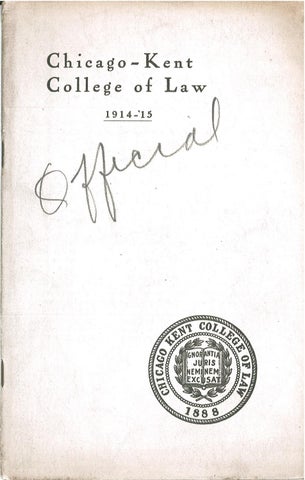 Chicago-Kent
College of Law
1914-'15
Official
CHICAGO KENT COLLEGE OF LAW
IGNORANTIA
JURIS
NEMINEM
EXCUSAT
1888